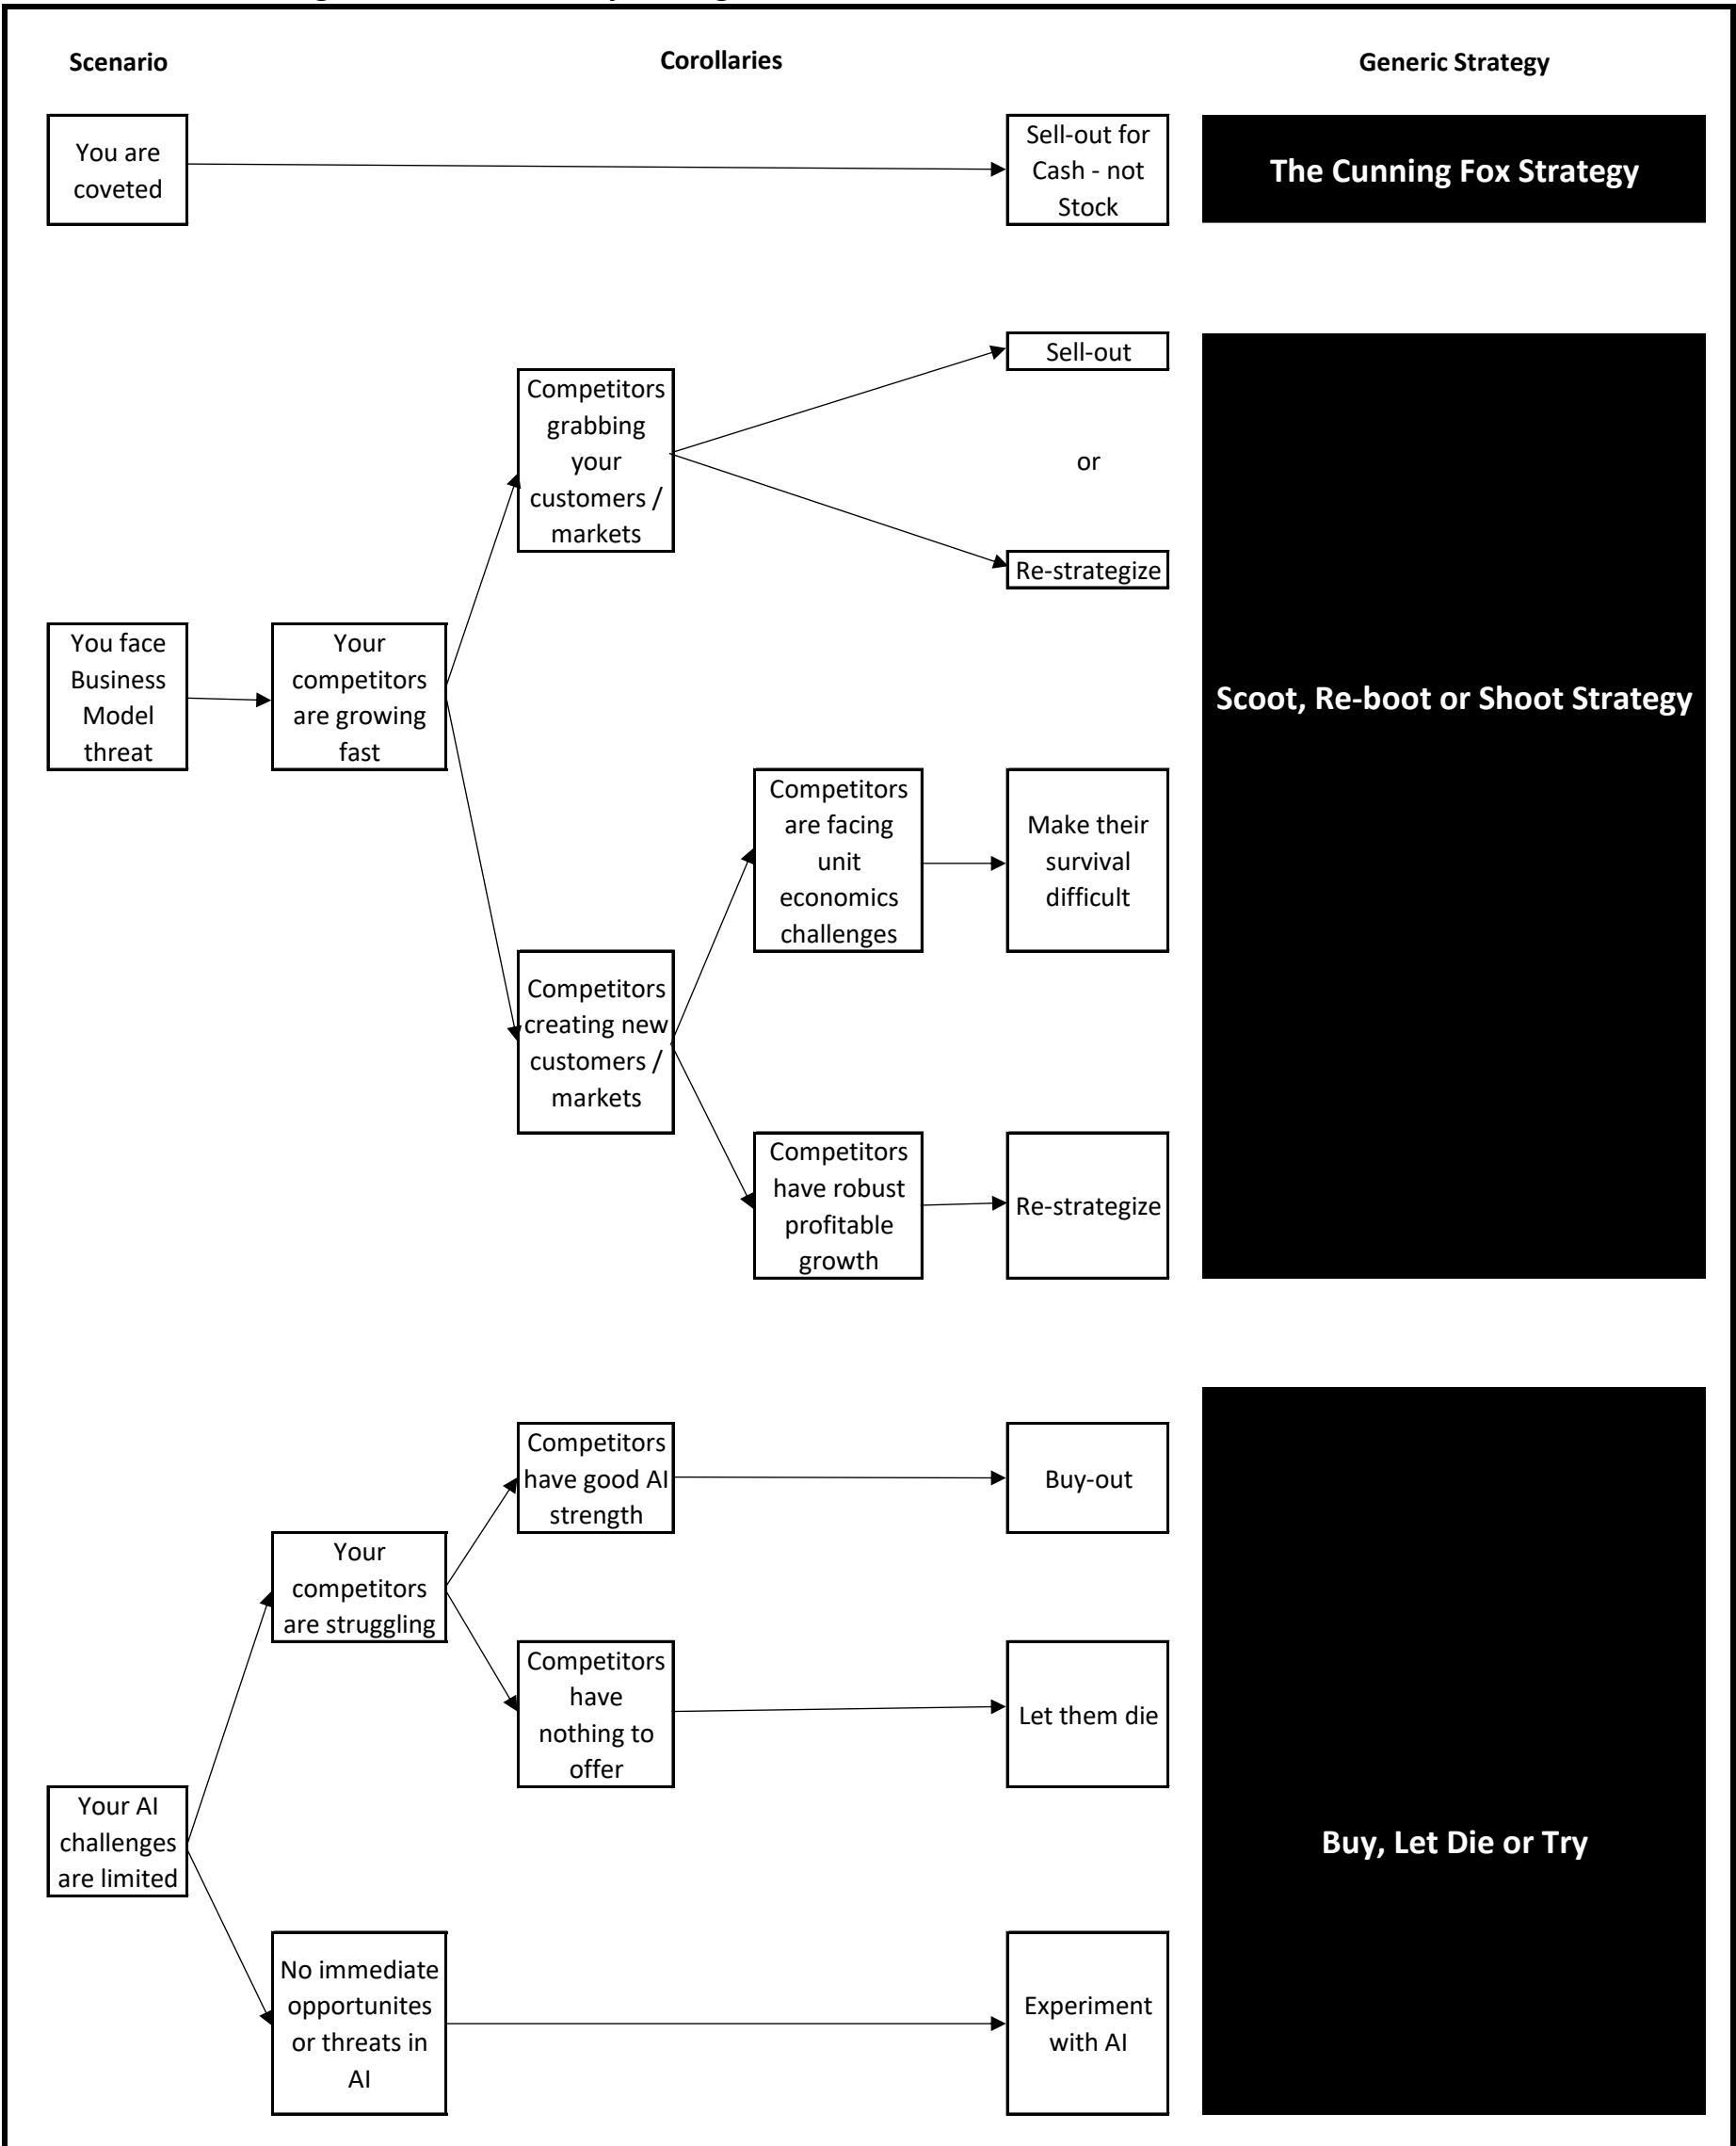 Scenario
Corollaries
Generic Strategy
You are
coveted
Sell-out for
Cash - not
Stock
The Cunning Fox Strategy
Sell-out
Competitors
grabbing
your
customers /
markets
or
Re-strategize
You face
Business
Model
threat
Your
competitors
are growing
fast
Scoot, Re-boot or Shoot Strategy
Competitors
are facing
unit
economics
challenges
Make their
survival
difficult
Competitors
creating new
customers /
markets
Competitors
have robust
profitable
growth
Re-strategize
Competitors
have good AI
strength
Buy-out
Your
competitors
are struggling
Competitors
have
nothing to
offer
Let them die
Your AI
challenges
are limited
Buy, Let Die or Try
No immediate
opportunites
or threats in
AI
Experiment
with AI